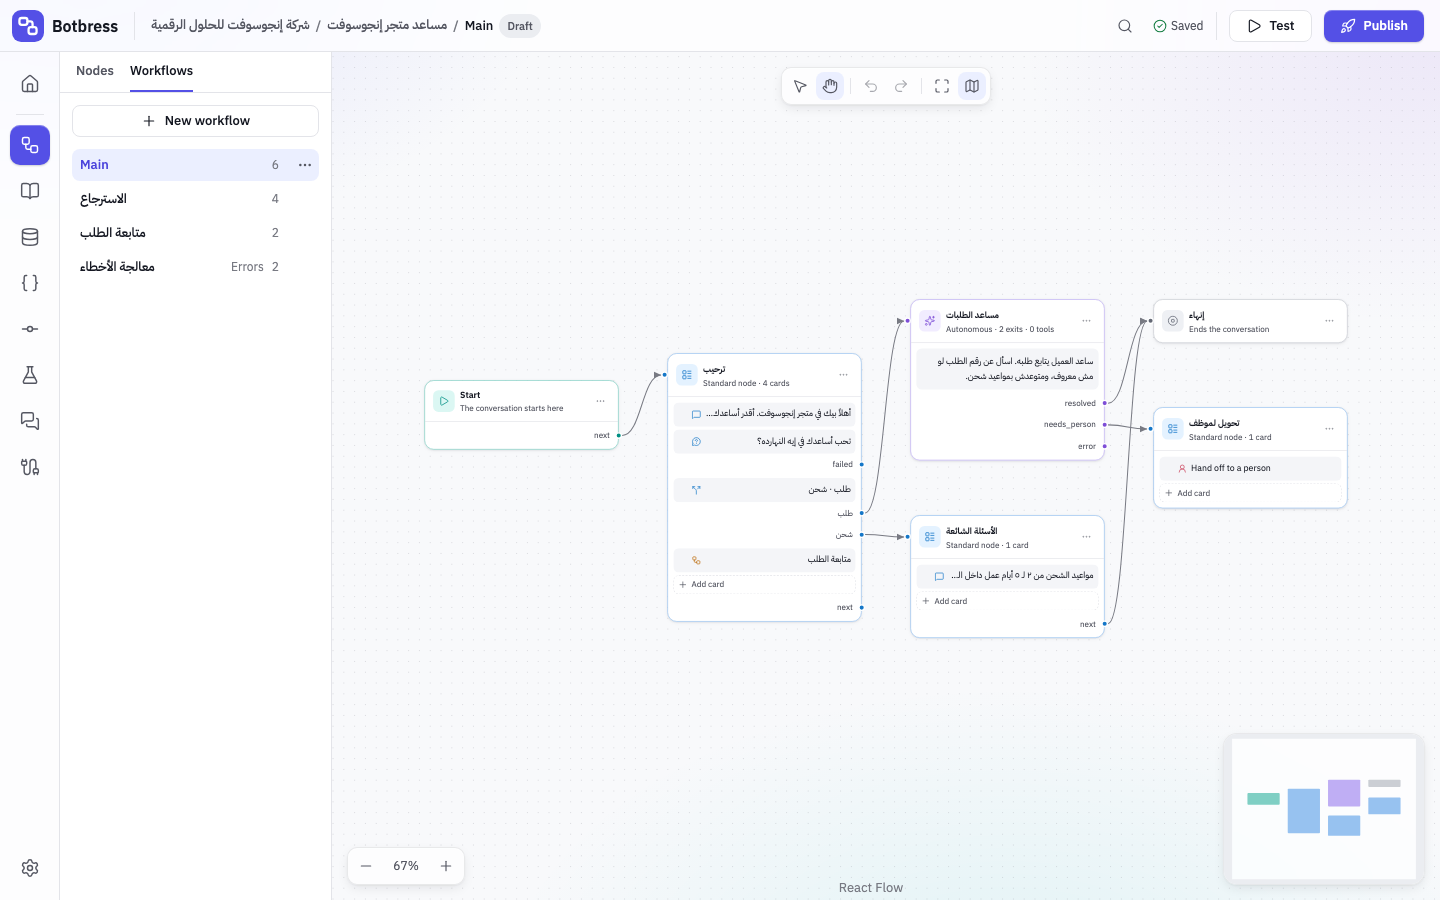 Botbress
شركة إنجوسوفت للحلول الرقمية / مساعد متجر إنجوسوفت / Main Draft
Saved
Test
Publish
Nodes
Workflows
New workflow
Main 6
الاسترجاع 4
متابعة الطلب 2
معالجة الأخطاء Errors 2
Start
The conversation starts here
next
ترحيب
Standard node · 4 cards
أهلاً بيك في متجر إنجوسوفت. أقدر أساعدك...
تحب أساعدك في إيه النهارده؟
failed
طلب · شحن
طلب
شحن
متابعة الطلب
Add card
next
مساعد الطلبات
Autonomous · 2 exits · 0 tools
ساعد العميل يتابع طلبه. اسأل عن رقم الطلب لو
مش معروف، ومتوعدش بمواعيد شحن.
resolved
needs_person
error
الأسئلة الشائعة
Standard node · 1 card
مواعيد الشحن من ٢ لـ ٥ أيام عمل داخل الـ...
Add card
next
إنهاء
Ends the conversation
تحويل لموظف
Standard node · 1 card
Hand off to a person
Add card
67%
React Flow